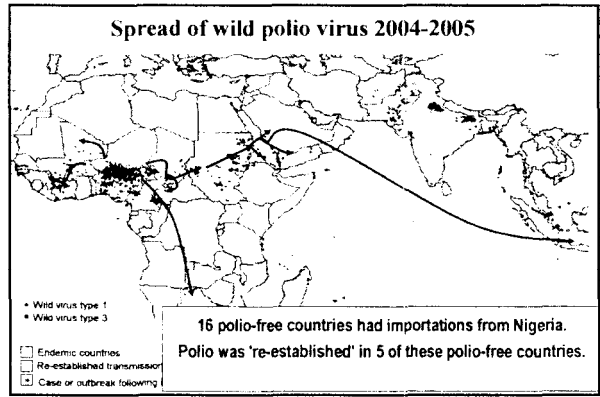 Spread of wild polio virus 2004-2005
Wild virus type 1
Wild virus type 3
Endemic countries
Re-established transmission
Case or outbreak following
16 polio-free countries had importations from Nigeria.
Polio was 're-established' in 5 of these polio-free countries.